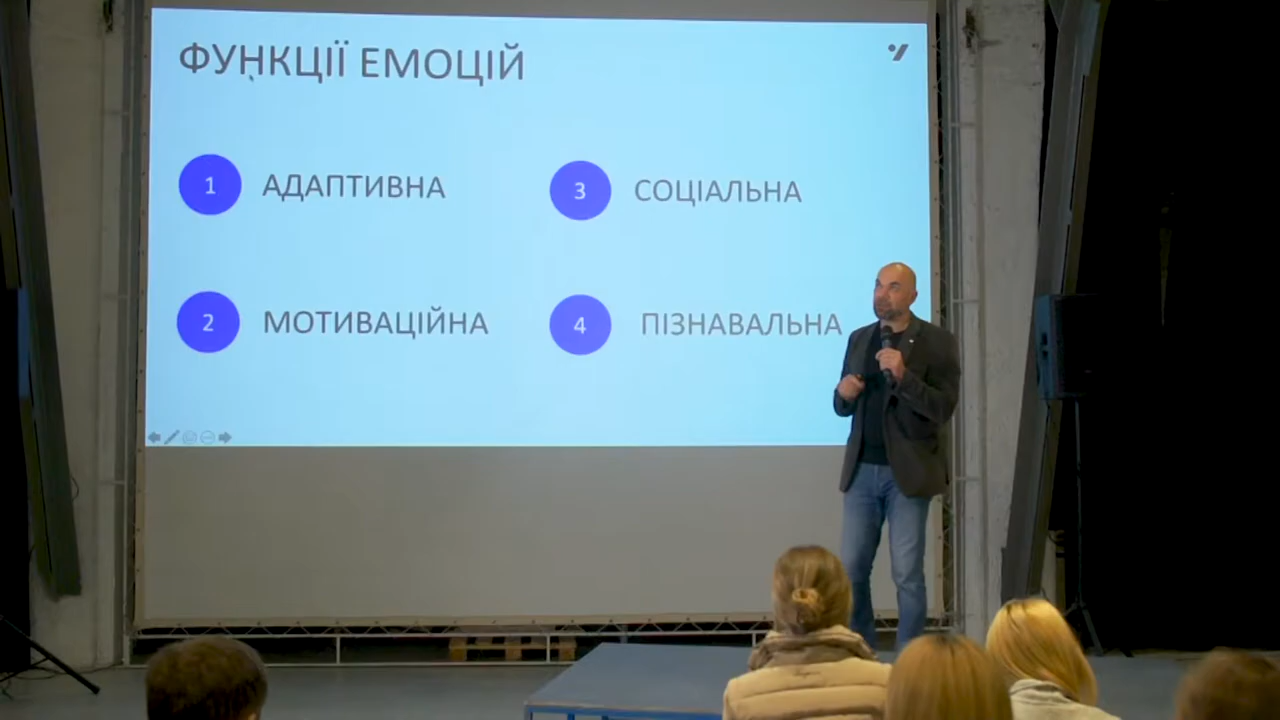 ФУНКЦІЇ ЕМОЦІЙ
1 АДАПТИВНА
2 МОТИВАЦІЙНА
3 СОЦІАЛЬНА
4 ПІЗНАВАЛЬНА